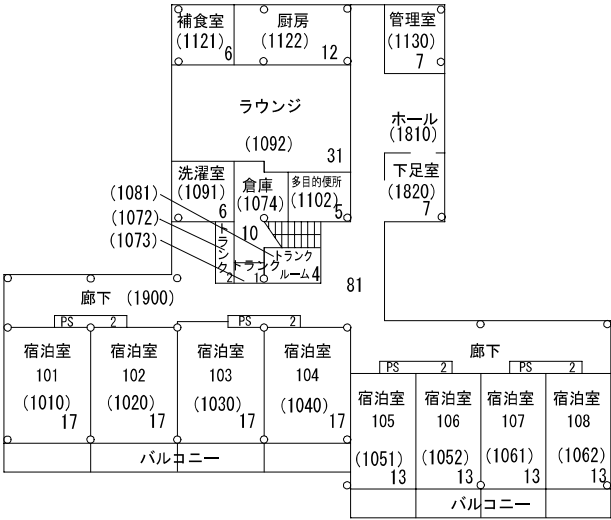 補食室
(1121)
6
厨房
(1122)
12
管理室
(1130)
7
ラウンジ
(1092)
31
ホール
(1810)
洗濯室
(1091)
6
倉庫
(1074)
10
多目的便所
(1102)
5
下足室
(1820)
7
(1081)
(1072)
(1073)
トランク
2
トランク
1
トランク
ルーム 4
81
廊下 (1900)
廊下
PS 2
PS 2
PS 2
PS 2
宿泊室
101
(1010)
17
宿泊室
102
(1020)
17
宿泊室
103
(1030)
17
宿泊室
104
(1040)
17
宿泊室
105
(1051)
13
宿泊室
106
(1052)
13
宿泊室
107
(1061)
13
宿泊室
108
(1062)
13
バルコニー
バルコニー